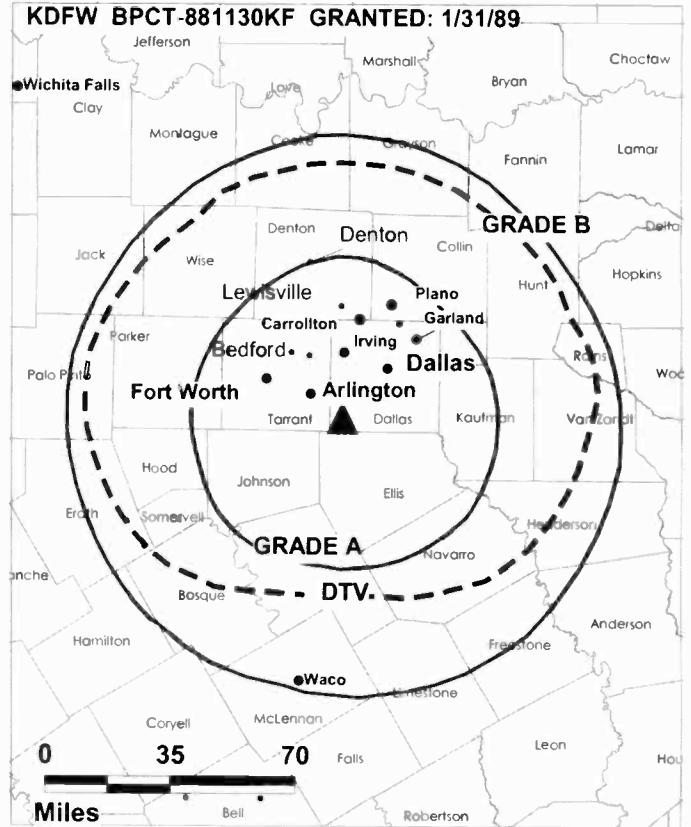 KDFW BPCT-881130KF GRANTED: 1/31/89
Jefferson
Marshall
Choctaw
Bryan
Wichita Falls
Love
Clay
Montague
Cooke
Grayson
Fannin
Lamar
GRADE B
Delta
Denton
Denton
Collin
Jack
Wise
Hopkins
Hunt
Lewisville
Plano
Carrollton
Garland
Parker
Irving
Bedford
Rains
Dallas
Palo Pinto
Woo
Fort Worth
Arlington
Tarrant
Dallas
Kaufman
Van Zandt
Hood
Johnson
Ellis
Erath
Somervell
Henderson
GRADE A
Navarro
anche
Bosque
DTV
Anderson
Hamilton
Freestone
Waco
Limestone
McLennan
Coryell
Leon
Falls
Hou
0 35 70
Miles
Bell
Robertson